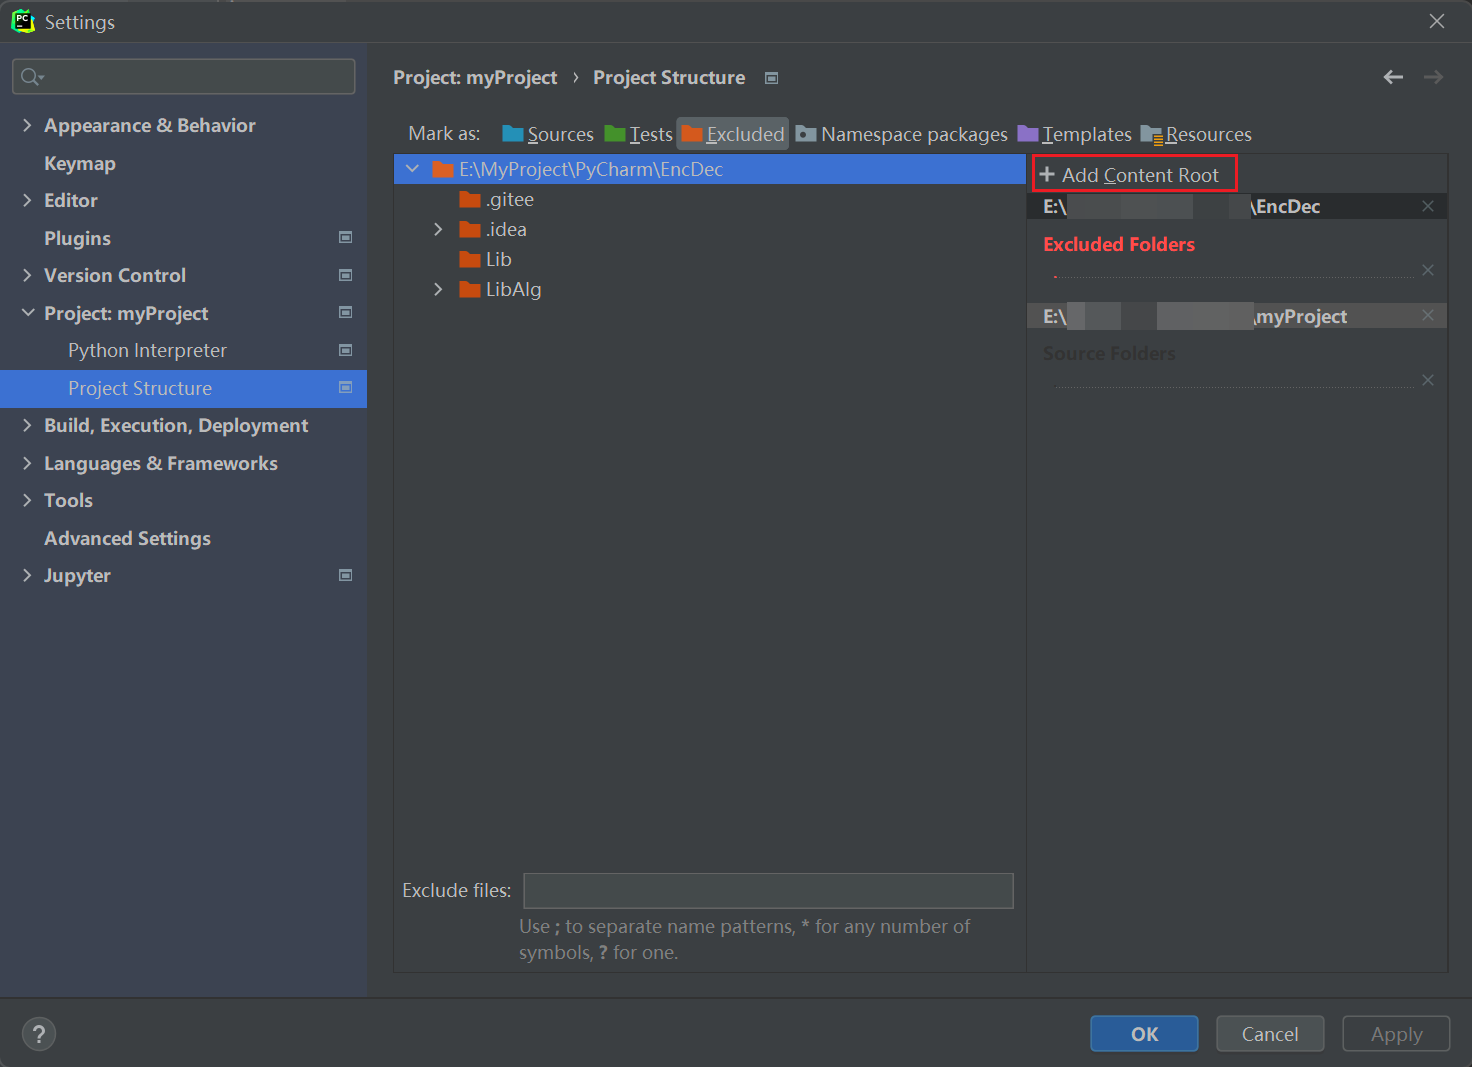 PC
Settings
Project: myProject › Project Structure
Appearance & Behavior
Keymap
Editor
Plugins
Version Control
Project: myProject
Python Interpreter
Project Structure
Build, Execution, Deployment
Languages & Frameworks
Tools
Advanced Settings
Jupyter
Mark as: Sources Tests Excluded Namespace packages Templates Resources
E:\MyProject\PyCharm\EncDec
.gitee
.idea
Lib
LibAlg
+ Add Content Root
E:\ \EncDec
Excluded Folders
.
E:\ \myProject
Source Folders
Exclude files:
Use ; to separate name patterns, * for any number of
symbols, ? for one.
?
OK
Cancel
Apply